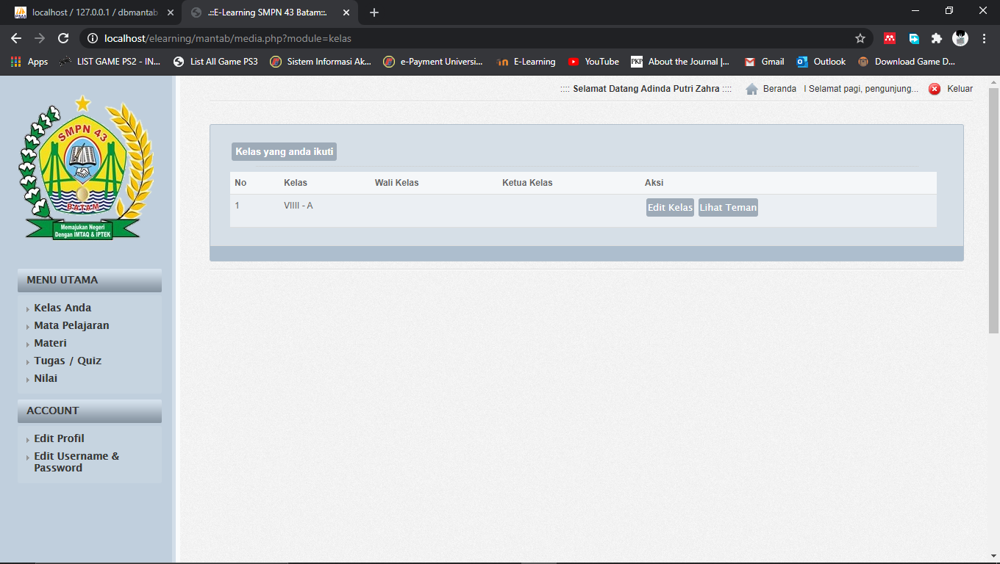 localhost / 127.0.0.1 / dbmantab
.::E-Learning SMPN 43 Batam::.
localhost/elearning/mantab/media.php?module=kelas
Apps LIST GAME PS2 - IN... List All Game PS3 Sistem Informasi Ak... e-Payment Universi... E-Learning YouTube PKP About the Journal |... Gmail Outlook Download Game D...
:::: Selamat Datang Adinda Putri Zahra :::: Beranda I Selamat pagi, pengunjung... Keluar
SMPN 43
BATAM
Memajukan Negeri
Dengan IMTAQ & IPTEK
Kelas yang anda ikuti
No Kelas Wali Kelas Ketua Kelas Aksi
1 VIIII - A Edit Kelas Lihat Teman
MENU UTAMA
Kelas Anda
Mata Pelajaran
Materi
Tugas / Quiz
Nilai
ACCOUNT
Edit Profil
Edit Username &
Password